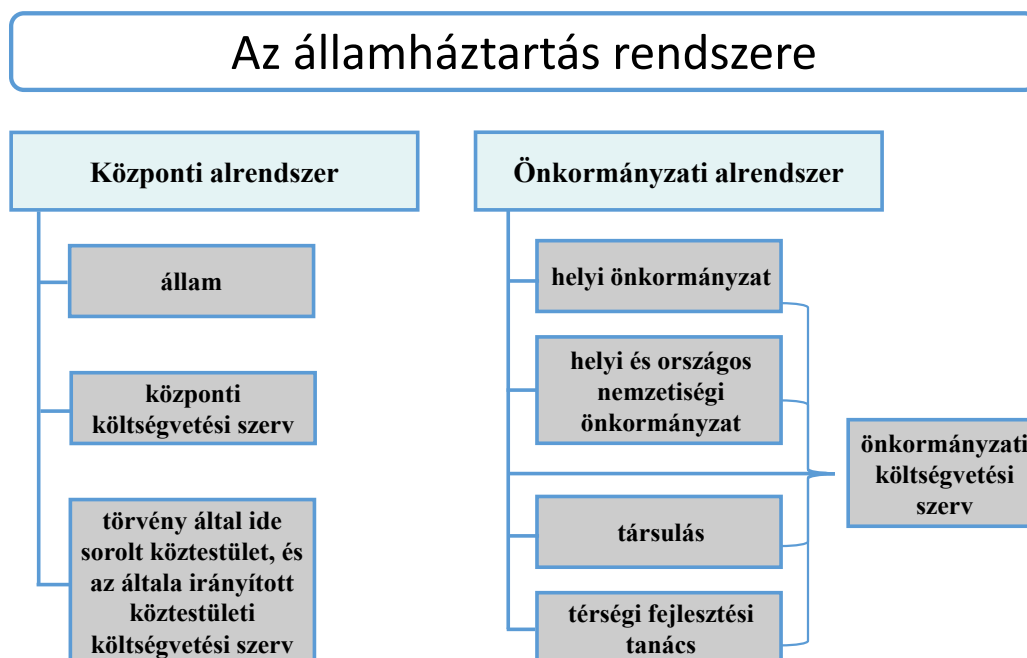 Az államháztartás rendszere
Központi alrendszer
állam
központi
költségvetési szerv
törvény által ide
sorolt köztestület, és
az általa irányított
köztestületi
költségvetési szerv
Önkormányzati alrendszer
helyi önkormányzat
helyi és országos
nemzetiségi
önkormányzat
társulás
térségi fejlesztési
tanács
önkormányzati
költségvetési
szerv